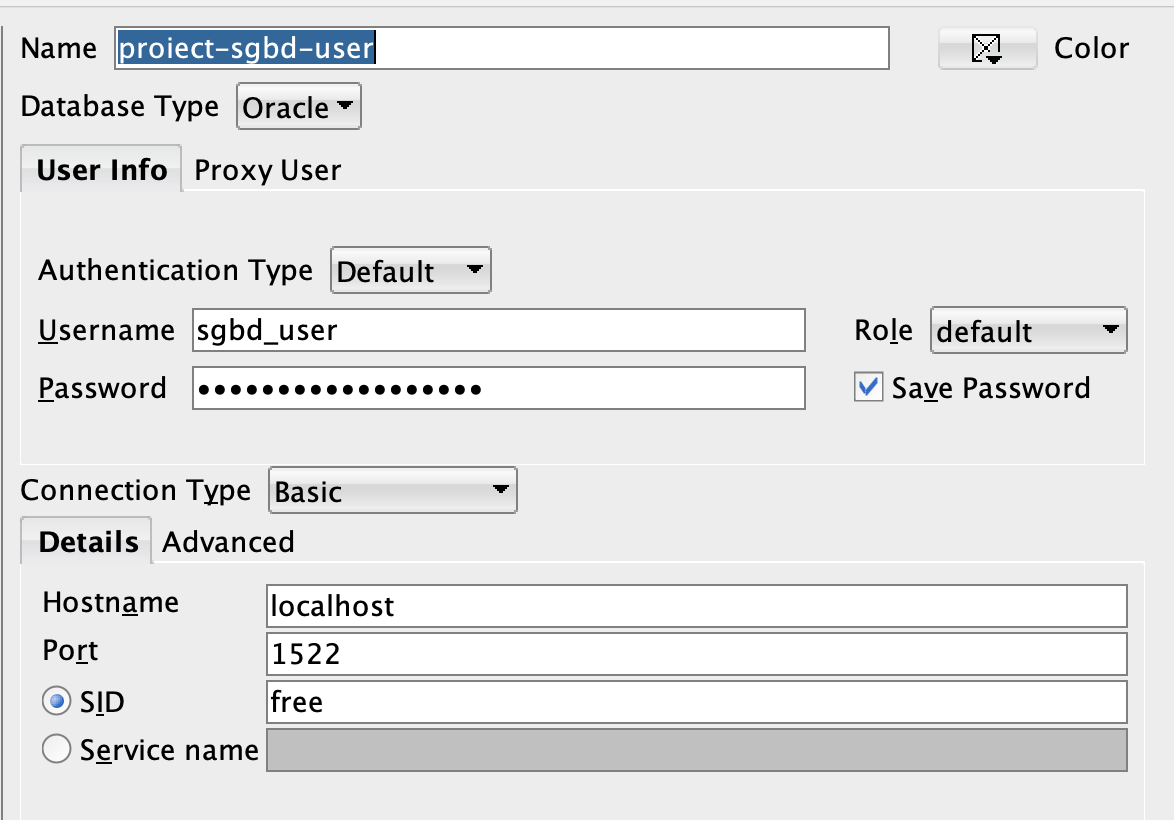 Name proiect-sgbd-user Color
Database Type Oracle
User Info Proxy User
Authentication Type Default
Username sgbd_user Role default
Password •••••••••••••••••• Save Password
Connection Type Basic
Details Advanced
Hostname localhost
Port 1522
SID free
Service name